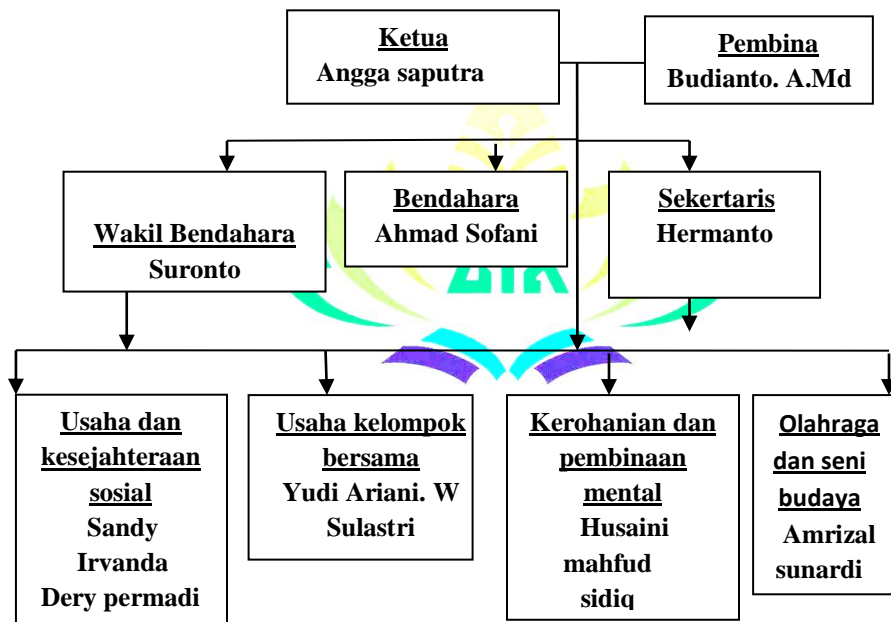 Ketua
Angga saputra
Pembina
Budianto. A.Md
Wakil Bendahara
Suronto
Bendahara
Ahmad Sofani
Sekertaris
Hermanto
Usaha dan
kesejahteraan
sosial
Sandy
Irvanda
Dery permadi
Usaha kelompok
bersama
Yudi Ariani. W
Sulastri
Kerohanian dan
pembinaan
mental
Husaini
mahfud
sidiq
Olahraga
dan seni
budaya
Amrizal
sunardi